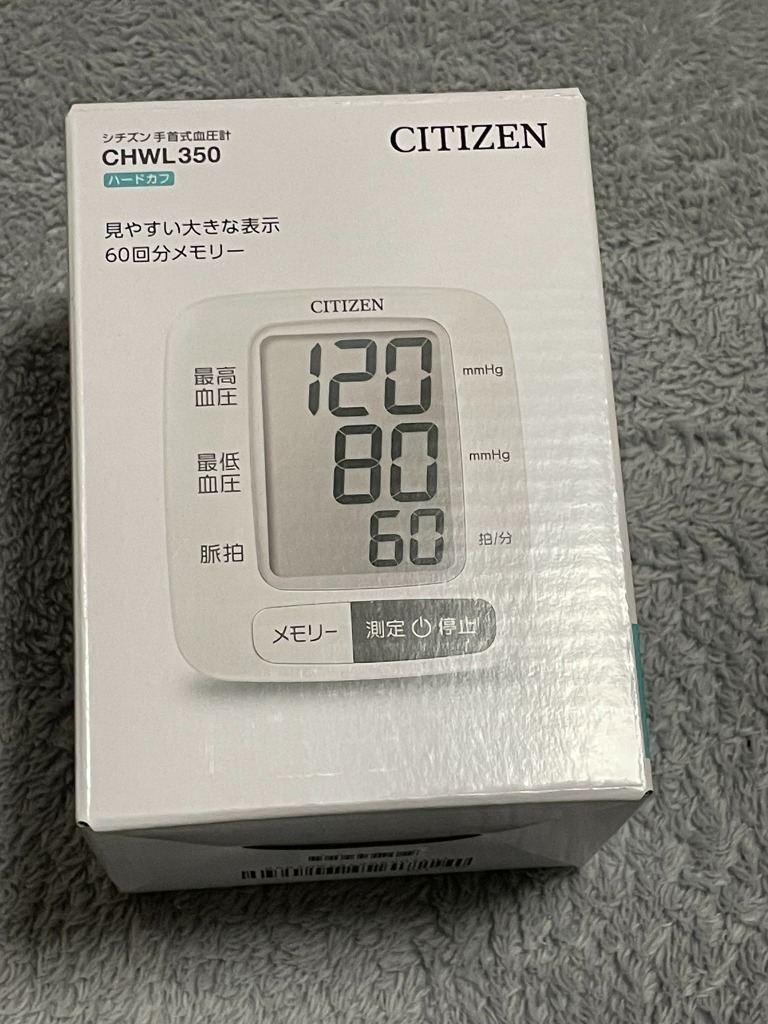 シチズン手首式血圧計
CITIZEN
CHWL350
ハードカフ
見やすい大きな表示
60回分メモリー
CITIZEN
最高
血圧
120
mmHg
最低
血圧
80
mmHg
脈拍
60
拍/分
メモリー
測定 停止